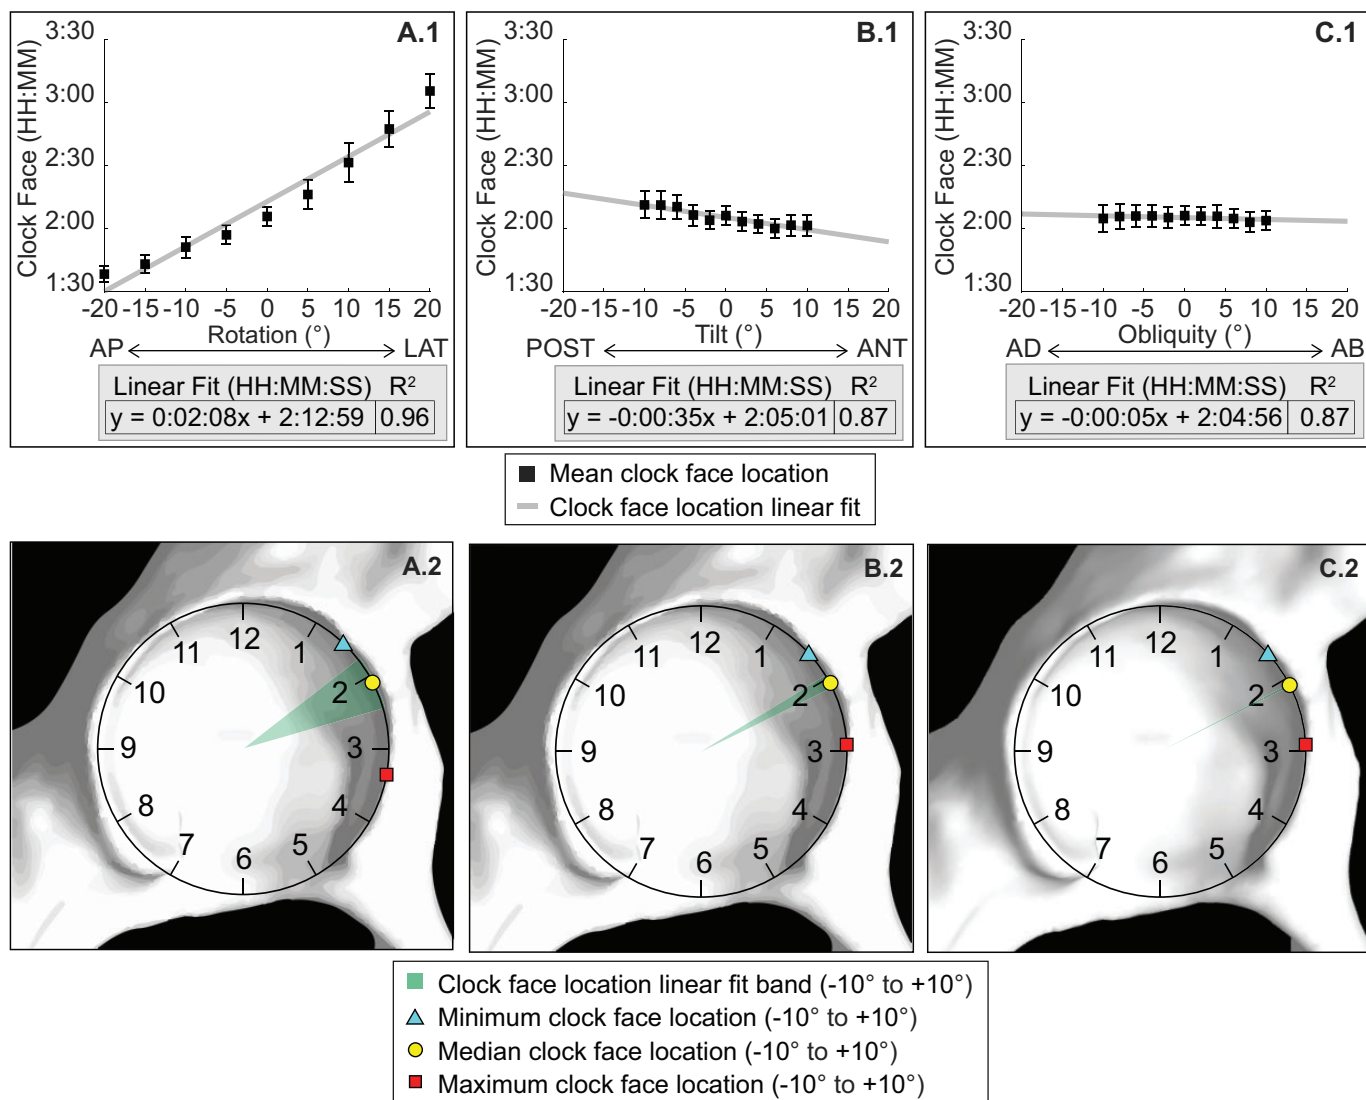 A.1
3:30
3:00
2:30
2:00
1:30
Clock Face (HH:MM)
-20 -15 -10 -5 0 5 10 15 20
Rotation (°)
AP LAT
Linear Fit (HH:MM:SS) R²
y = 0:02:08x + 2:12:59 0.96
B.1
3:30
3:00
2:30
2:00
1:30
Clock Face (HH:MM)
-20 -15 -10 -5 0 5 10 15 20
Tilt (°)
POST ANT
Linear Fit (HH:MM:SS) R²
y = -0:00:35x + 2:05:01 0.87
C.1
3:30
3:00
2:30
2:00
1:30
Clock Face (HH:MM)
-20 -15 -10 -5 0 5 10 15 20
Obliquity (°)
AD AB
Linear Fit (HH:MM:SS) R²
y = -0:00:05x + 2:04:56 0.87
Mean clock face location
Clock face location linear fit
A.2
12
1
2
3
4
5
6
7
8
9
10
11
B.2
12
1
2
3
4
5
6
7
8
9
10
11
C.2
12
1
2
3
4
5
6
7
8
9
10
11
Clock face location linear fit band (-10° to +10°)
Minimum clock face location (-10° to +10°)
Median clock face location (-10° to +10°)
Maximum clock face location (-10° to +10°)